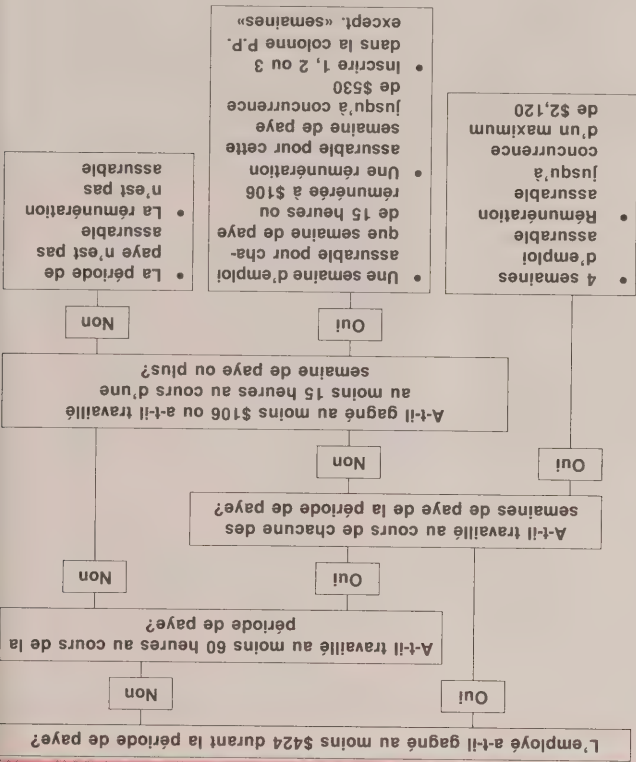 L'employé a-t-il gagné au moins $424 durant la période de paye?
Oui
Non
A-t-il travaillé au moins 60 heures au cours de la
période de paye?
Oui
Non
A-t-il travaillé au cours de chacune des
semaines de paye de la période de paye?
Oui
Non
A-t-il gagné au moins $106 ou a-t-il travaillé
au moins 15 heures au cours d'une
semaine de paye ou plus?
Oui
Non
• 4 semaines
d'emploi
assurable
• Rémunération
assurable
jusqu'à
concurrence
d'un maximum
de $2,120
• Une semaine d'emploi
assurable pour cha-
que semaine de paye
de 15 heures ou
rémunérée à $106
• Une rémunération
assurable pour cette
semaine de paye
jusqu'à concurrence
de $530
• Inscrire 1, 2 ou 3
dans la colonne P.P.
except. «semaines»
• La période de
paye n'est pas
assurable
• La rémunération
n'est pas
assurable